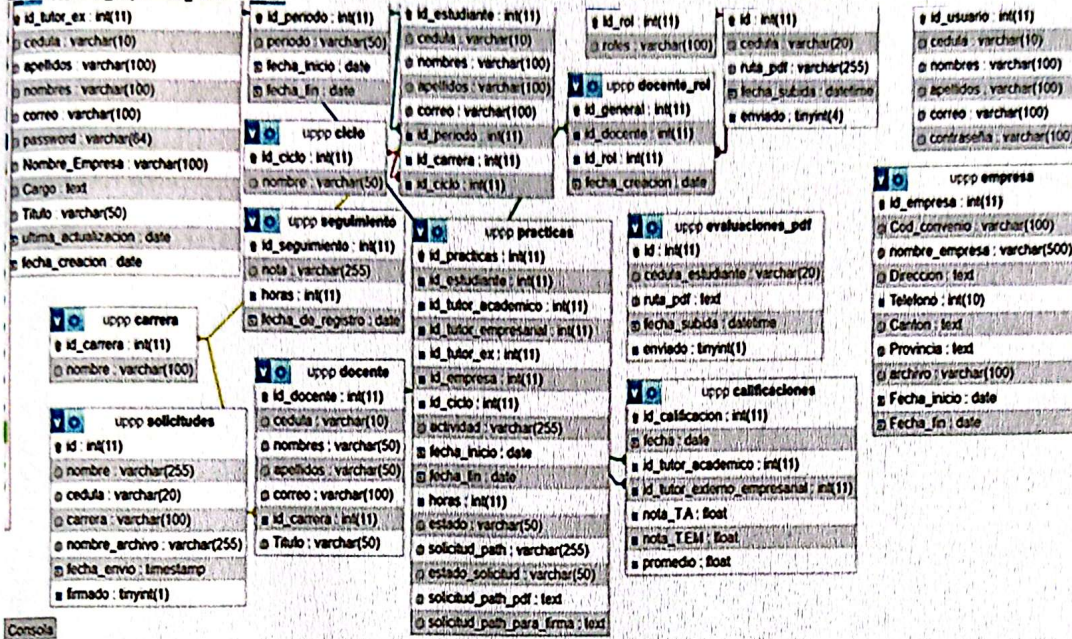 id_tutor_ex : int(11)
cedula : varchar(10)
apellidos : varchar(100)
nombres : varchar(100)
correo : varchar(100)
password : varchar(64)
Nombre_Empresa : varchar(100)
Cargo : text
Titulo : varchar(50)
ultima_actualizacion : date
fecha_creacion : date
id_periodo : int(11)
periodo : varchar(50)
fecha_inicio : date
fecha_fin : date
id_estudiante : int(11)
cedula : varchar(10)
nombres : varchar(100)
apellidos : varchar(100)
correo : varchar(100)
id_periodo : int(11)
id_carrera : int(11)
id_ciclo : int(11)
id_rol : int(11)
roles : varchar(100)
id : int(11)
cedula : varchar(20)
ruta_pdf : varchar(255)
fecha_subida : datetime
enviado : tinyint(4)
id_usuario : int(11)
cedula : varchar(10)
nombres : varchar(100)
apellidos : varchar(100)
correo : varchar(100)
contraseña : varchar(100)
uppp docente_rol
id_general : int(11)
id_docente : int(11)
id_rol : int(11)
fecha_creacion : date
uppp ciclo
id_ciclo : int(11)
nombre : varchar(50)
uppp seguimiento
id_seguimiento : int(11)
nota : varchar(255)
horas : int(11)
fecha_de_registro : date
uppp practicas
id_practicas : int(11)
id_estudiante : int(11)
id_tutor_academico : int(11)
id_tutor_empresarial : int(11)
id_tutor_ex : int(11)
id_empresa : int(11)
id_ciclo : int(11)
actividad : varchar(255)
fecha_inicio : date
fecha_fin : date
horas : int(11)
estado : varchar(50)
solicitud_path : varchar(255)
estado_solicitud : varchar(50)
solicitud_path_pdf : text
solicitud_path_para_firma : text
uppp evaluaciones_pdf
id : int(11)
cedula_estudiante : varchar(20)
ruta_pdf : text
fecha_subida : datetime
enviado : tinyint(1)
uppp empresa
id_empresa : int(11)
Cod_convenio : varchar(100)
nombre_empresa : varchar(500)
Direccion : text
Telefono : int(10)
Canton : text
Provincia : text
archivo : varchar(100)
Fecha_inicio : date
Fecha_fin : date
uppp carrera
id_carrera : int(11)
nombre : varchar(100)
uppp docente
id_docente : int(11)
cedula : varchar(10)
nombres : varchar(50)
apellidos : varchar(50)
correo : varchar(100)
id_carrera : int(11)
Titulo : varchar(50)
uppp calificaciones
id_calificacion : int(11)
fecha : date
id_tutor_academico : int(11)
id_tutor_externo_empresarial : int(11)
nota_TA : float
nota_TEM : float
promedio : float
uppp solicitudes
id : int(11)
nombre : varchar(255)
cedula : varchar(20)
carrera : varchar(100)
nombre_archivo : varchar(255)
fecha_envio : timestamp
firmado : tinyint(1)
Consola